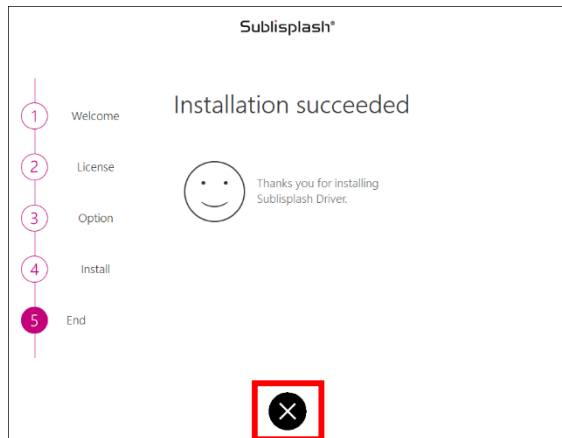 Sublisplash®
Installation succeeded
1 Welcome
2 License
3 Option
4 Install
5 End
Thanks you for installing
Sublisplash Driver.